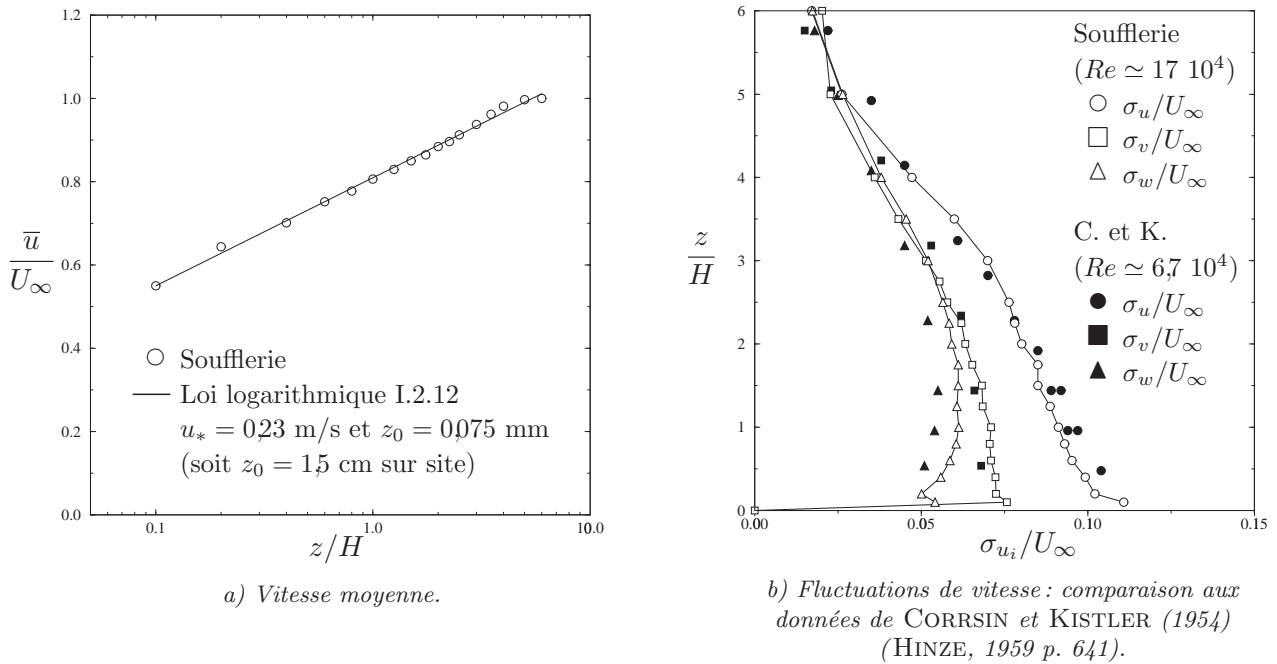 1.2
1.0
0.8
0.6
0.4
0.2
0.0
u̅
U∞
0.1
1.0
10.0
z/H
Soufflerie
Loi logarithmique I.2.12
u* = 0,23 m/s et z0 = 0,075 mm
(soit z0 = 1,5 cm sur site)
a) Vitesse moyenne.
6
5
4
3
2
1
0
z
H
0.00
0.05
0.10
0.15
σui/U∞
Soufflerie
(Re ≃ 17 10⁴)
σu/U∞
σv/U∞
σw/U∞
C. et K.
(Re ≃ 6,7 10⁴)
σu/U∞
σv/U∞
σw/U∞
b) Fluctuations de vitesse : comparaison aux
données de CORRSIN et KISTLER (1954)
(HINZE, 1959 p. 641).